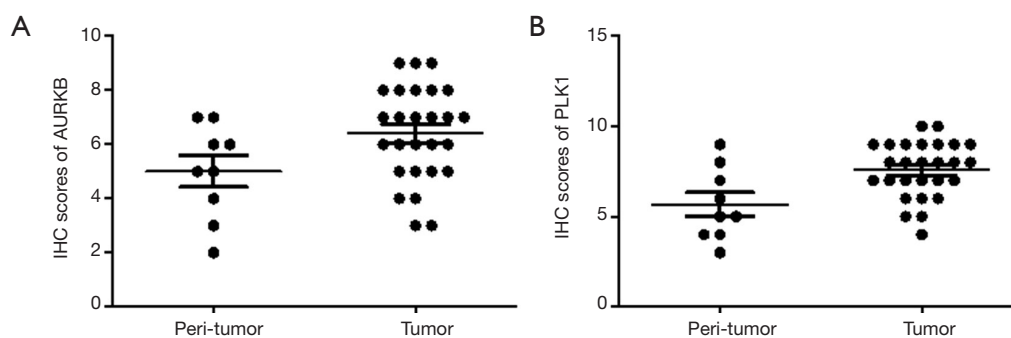 A
IHC scores of AURKB
10
8
6
4
2
0
Peri-tumor
Tumor
B
IHC scores of PLK1
15
10
5
0
Peri-tumor
Tumor